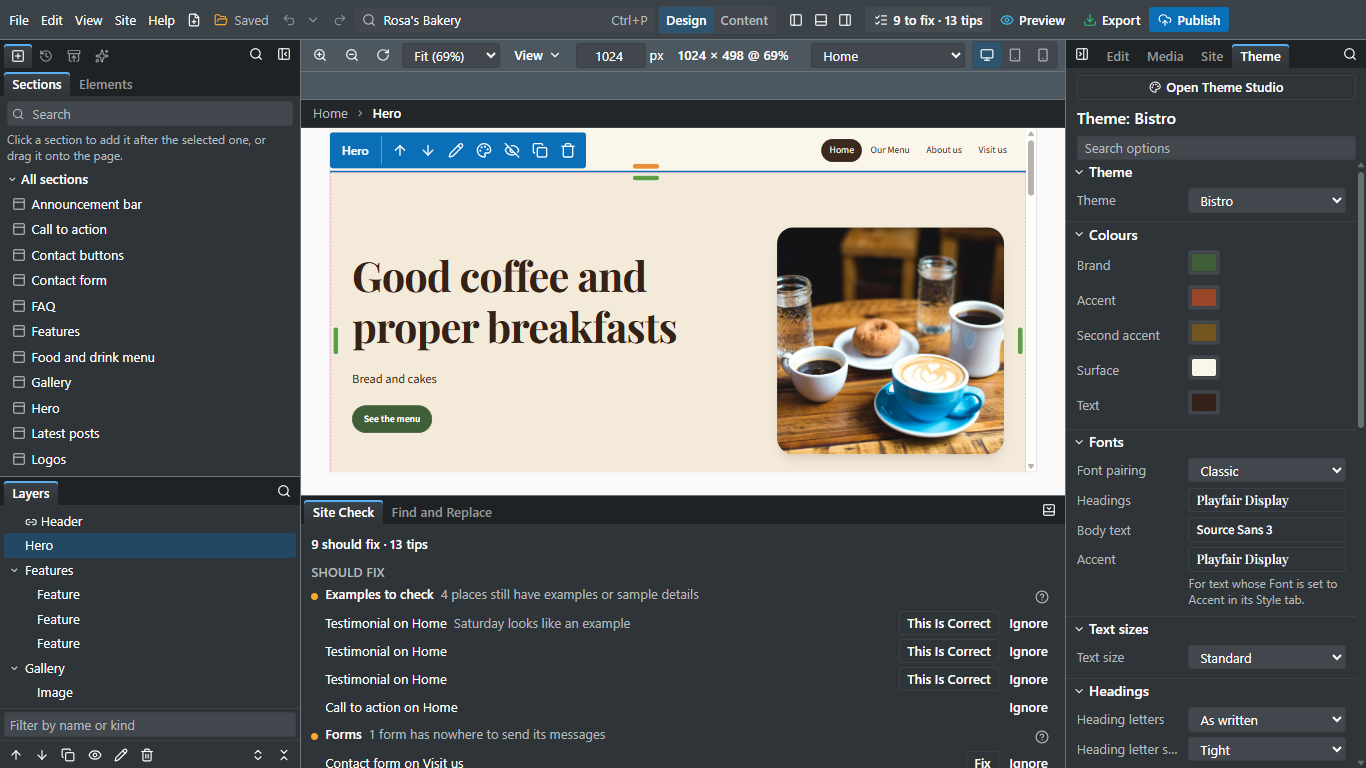 File Edit View Site Help Saved Rosa's Bakery Ctrl+P Design Content 9 to fix · 13 tips Preview Export Publish
Fit (69%) View 1024 px 1024 × 498 @ 69% Home
Edit Media Site Theme
Sections Elements
Search
Click a section to add it after the selected one, or
drag it onto the page.
All sections
Announcement bar
Call to action
Contact buttons
Contact form
FAQ
Features
Food and drink menu
Gallery
Hero
Latest posts
Logos
Layers
Header
Hero
Features
Feature
Feature
Feature
Gallery
Image
Filter by name or kind
Home › Hero
Hero
Home Our Menu About us Visit us
Good coffee and
proper breakfasts
Bread and cakes
See the menu
Site Check Find and Replace
9 should fix · 13 tips
SHOULD FIX
Examples to check 4 places still have examples or sample details
Testimonial on Home Saturday looks like an example This Is Correct Ignore
Testimonial on Home This Is Correct Ignore
Testimonial on Home This Is Correct Ignore
Call to action on Home Ignore
Forms 1 form has nowhere to send its messages
Contact form on Visit us Fix Ignore
Open Theme Studio
Theme: Bistro
Search options
Theme
Theme Bistro
Colours
Brand
Accent
Second accent
Surface
Text
Fonts
Font pairing Classic
Headings Playfair Display
Body text Source Sans 3
Accent Playfair Display
For text whose Font is set to
Accent in its Style tab.
Text sizes
Text size Standard
Headings
Heading letters As written
Heading letter s... Tight